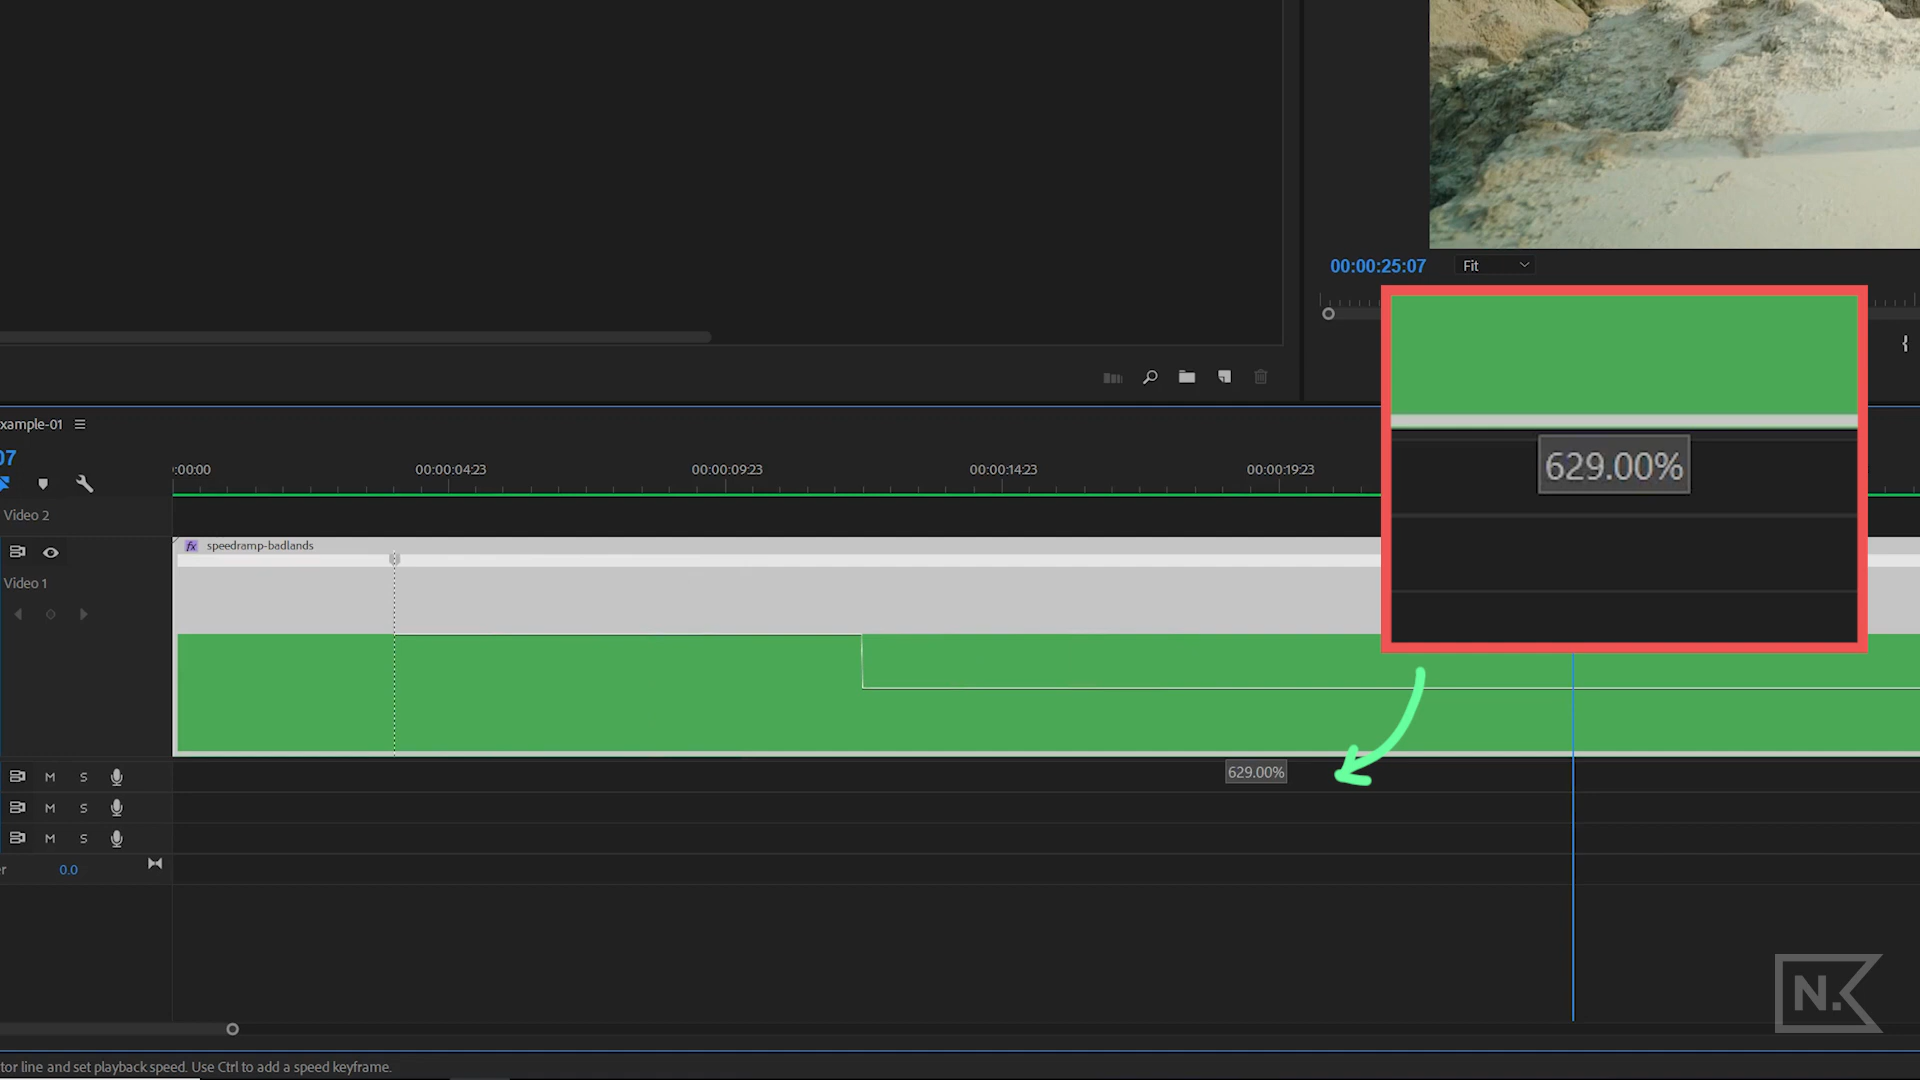 00:00:25:07
Fit
629.00%
xample-01
07
:00:00
00:00:04:23
00:00:09:23
00:00:14:23
00:00:19:23
Video 2
fx speedramp-badlands
Video 1
M S
629.00%
M S
M S
r 0.0
N.K
tor line and set playback speed. Use Ctrl to add a speed keyframe.